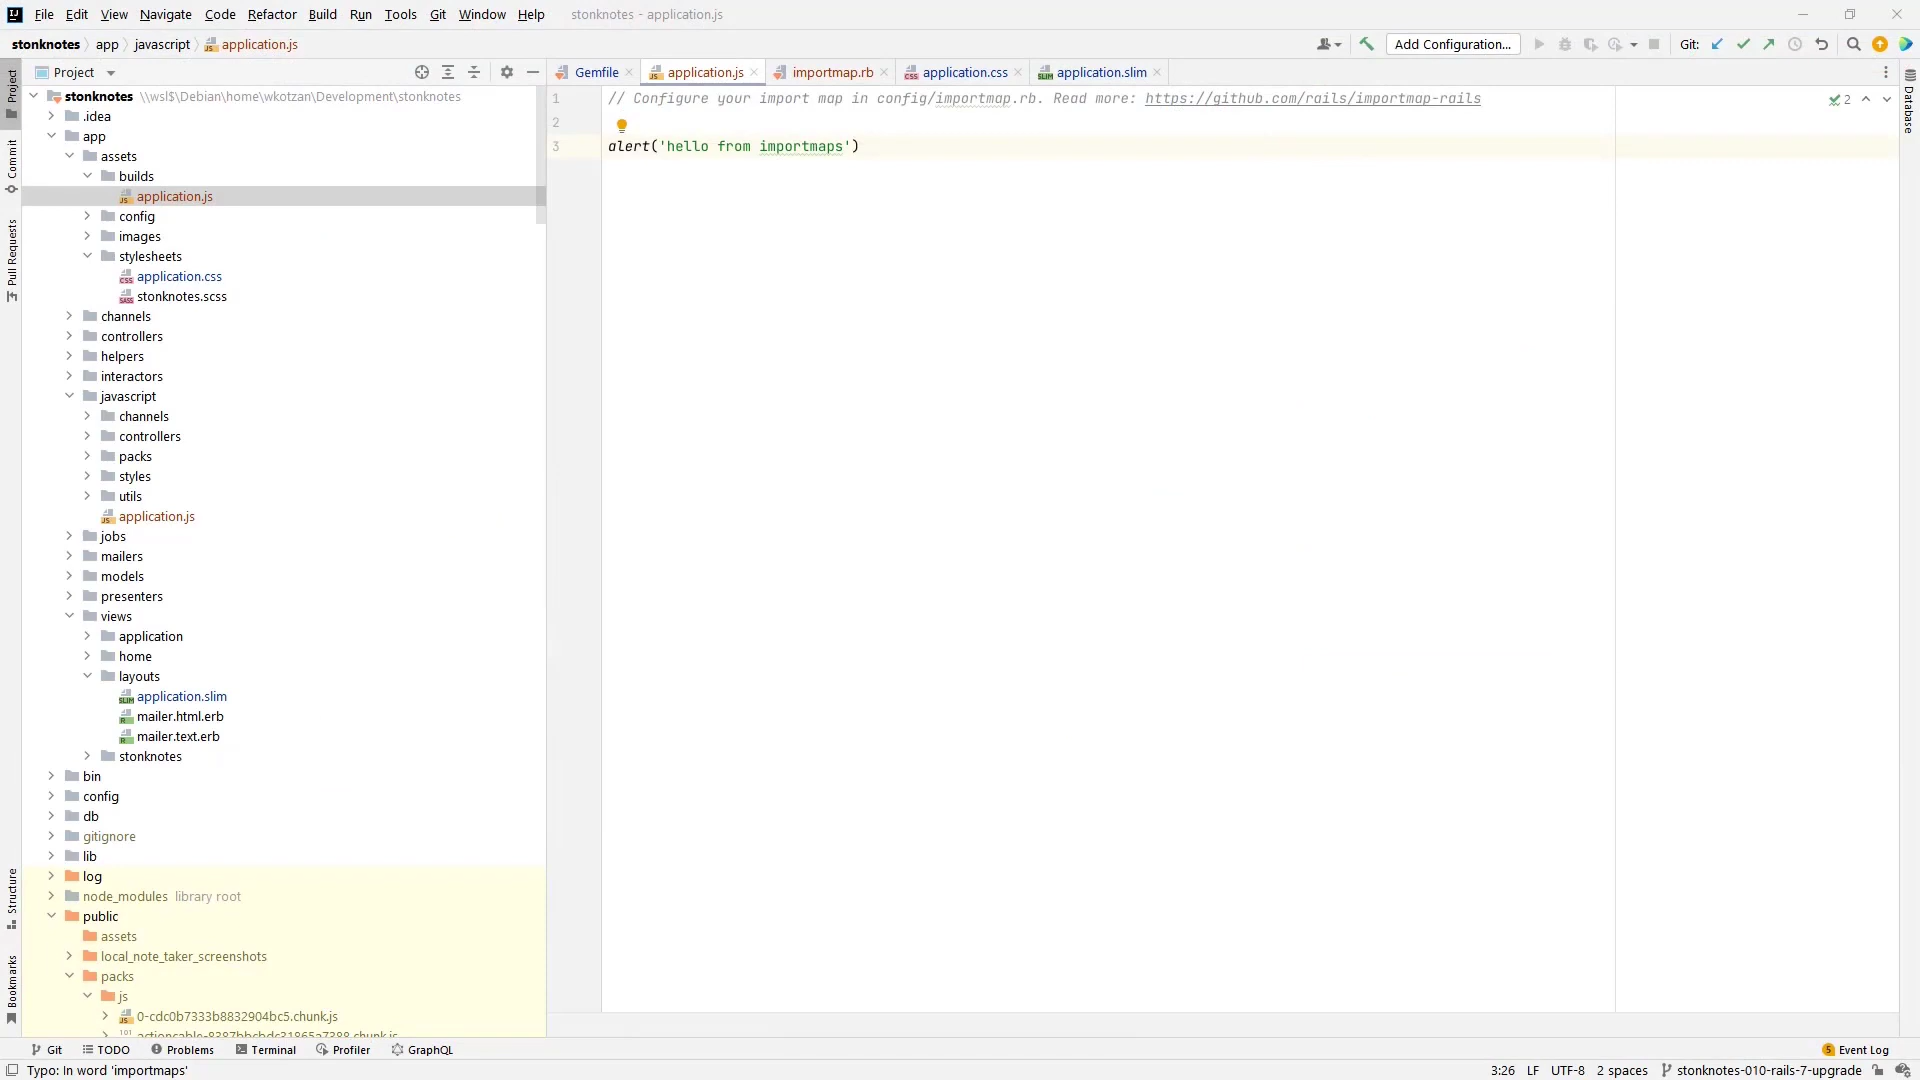 File Edit View Navigate Code Refactor Build Run Tools Git Window Help stonknotes - application.js
stonknotes app javascript application.js Add Configuration... Git:
Project Gemfile application.js importmap.rb application.css application.slim
stonknotes \\wsl$\Debian\home\wkotzan\Development\stonknotes
.idea
app
assets
builds
application.js
config
images
stylesheets
application.css
stonknotes.scss
channels
controllers
helpers
interactors
javascript
channels
controllers
packs
styles
utils
application.js
jobs
mailers
models
presenters
views
application
home
layouts
application.slim
mailer.html.erb
mailer.text.erb
stonknotes
bin
config
db
gitignore
lib
log
node_modules library root
public
assets
local_note_taker_screenshots
packs
js
0-cdc0b7333b8832904bc5.chunk.js
1 // Configure your import map in config/importmap.rb. Read more: https://github.com/rails/importmap-rails
2
3 alert('hello from importmaps')
2
Project
Commit
Pull Requests
Structure
Bookmarks
Database
Git TODO Problems Terminal Profiler GraphQL 5 Event Log
Typo: In word 'importmaps' 3:26 LF UTF-8 2 spaces stonknotes-010-rails-7-upgrade